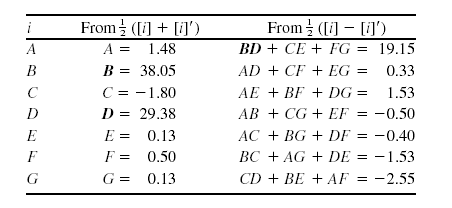 i From ½ ([i] + [i]′) From ½ ([i] − [i]′)
A A = 1.48 BD + CE + FG = 19.15
B B = 38.05 AD + CF + EG = 0.33
C C = −1.80 AE + BF + DG = 1.53
D D = 29.38 AB + CG + EF = −0.50
E E = 0.13 AC + BG + DF = −0.40
F F = 0.50 BC + AG + DE = −1.53
G G = 0.13 CD + BE + AF = −2.55